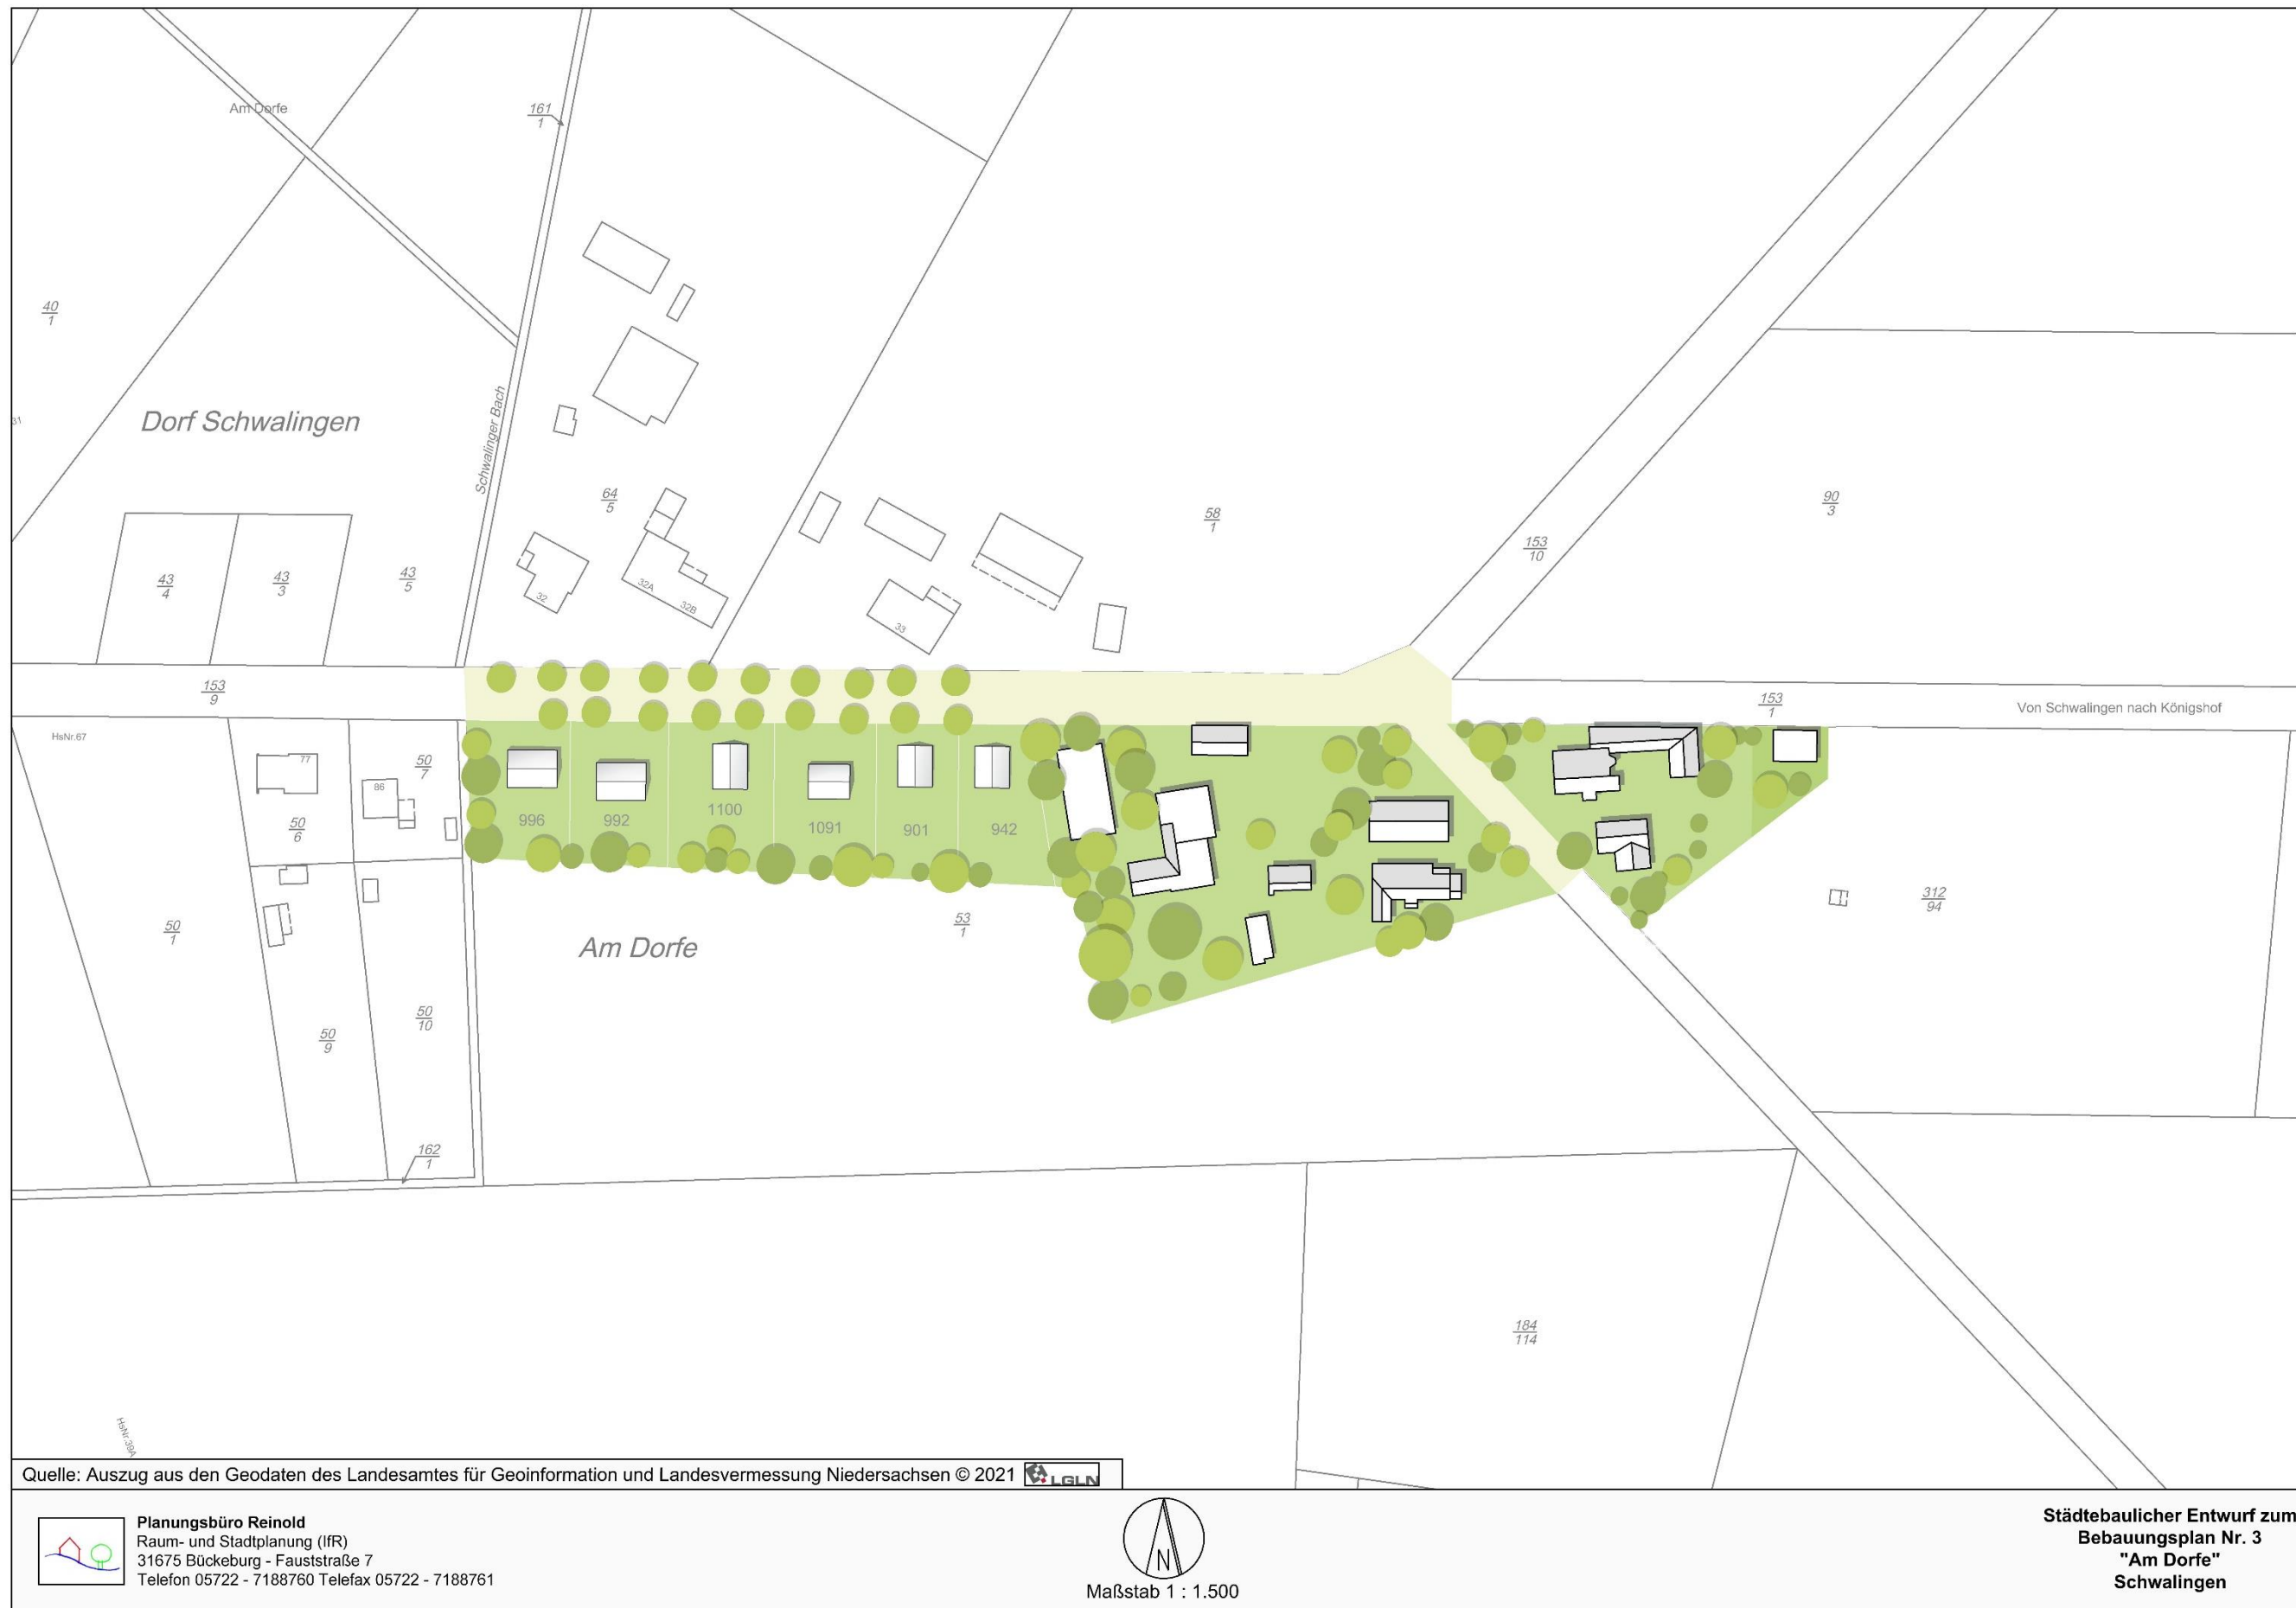 Am Dorfe
161
1
40
1
Schwalinger Bach
Dorf Schwalingen
31
64
5
58
1
90
3
153
10
43
4
43
3
43
5
32
32A
32B
33
153
9
153
1
Von Schwalingen nach Königshof
HsNr.67
77
50
7
86
50
6
996
992
1100
1091
901
942
50
1
Am Dorfe
53
1
312
94
50
9
50
10
162
1
184
114
HsNr.39A
Quelle: Auszug aus den Geodaten des Landesamtes für Geoinformation und Landesvermessung Niedersachsen © 2021 LGLN
Planungsbüro Reinold
Raum- und Stadtplanung (IfR)
31675 Bückeburg - Fauststraße 7
Telefon 05722 - 7188760 Telefax 05722 - 7188761
N
Maßstab 1 : 1.500
Städtebaulicher Entwurf zum
Bebauungsplan Nr. 3
"Am Dorfe"
Schwalingen